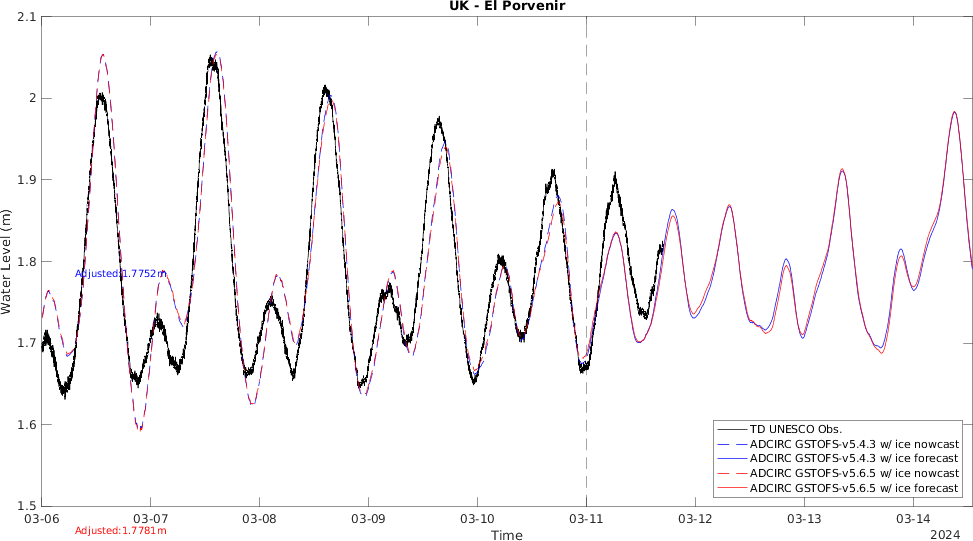 UK - El Porvenir
2.1
2
1.9
1.8
1.7
1.6
1.5
Water Level (m)
Adjusted:1.7752m
TD UNESCO Obs.
ADCIRC GSTOFS-v5.4.3 w/ ice nowcast
ADCIRC GSTOFS-v5.4.3 w/ ice forecast
ADCIRC GSTOFS-v5.6.5 w/ ice nowcast
ADCIRC GSTOFS-v5.6.5 w/ ice forecast
03-06 03-07 03-08 03-09 03-10 03-11 03-12 03-13 03-14
Adjusted:1.7781m
Time
2024